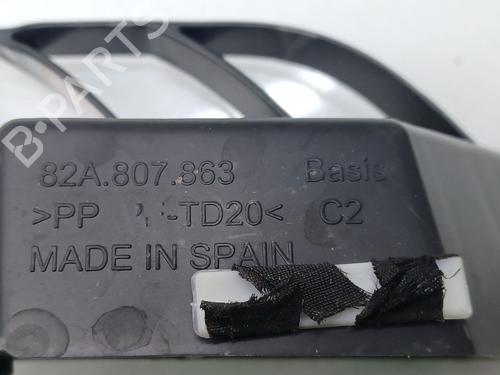 B-PARTS
82A.807.863 Basis
>PP -TD20< C2
MADE IN SPAIN